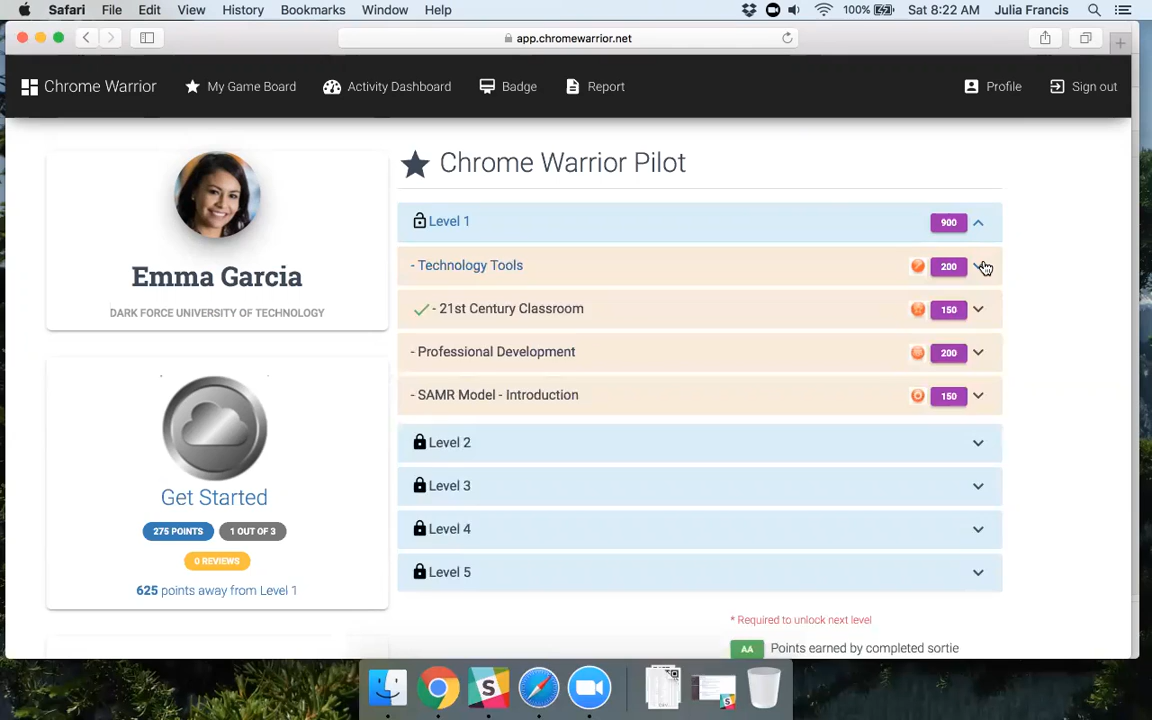 Safari File Edit View History Bookmarks Window Help 100% Sat 8:22 AM Julia Francis
app.chromewarrior.net
Chrome Warrior My Game Board Activity Dashboard Badge Report Profile Sign out
Chrome Warrior Pilot
Emma Garcia
DARK FORCE UNIVERSITY OF TECHNOLOGY
Get Started
275 POINTS 1 OUT OF 3
0 REVIEWS
625 points away from Level 1
Level 1 900
- Technology Tools 200
- 21st Century Classroom 150
- Professional Development 200
- SAMR Model - Introduction 150
Level 2
Level 3
Level 4
Level 5
* Required to unlock next level
AA Points earned by completed sortie